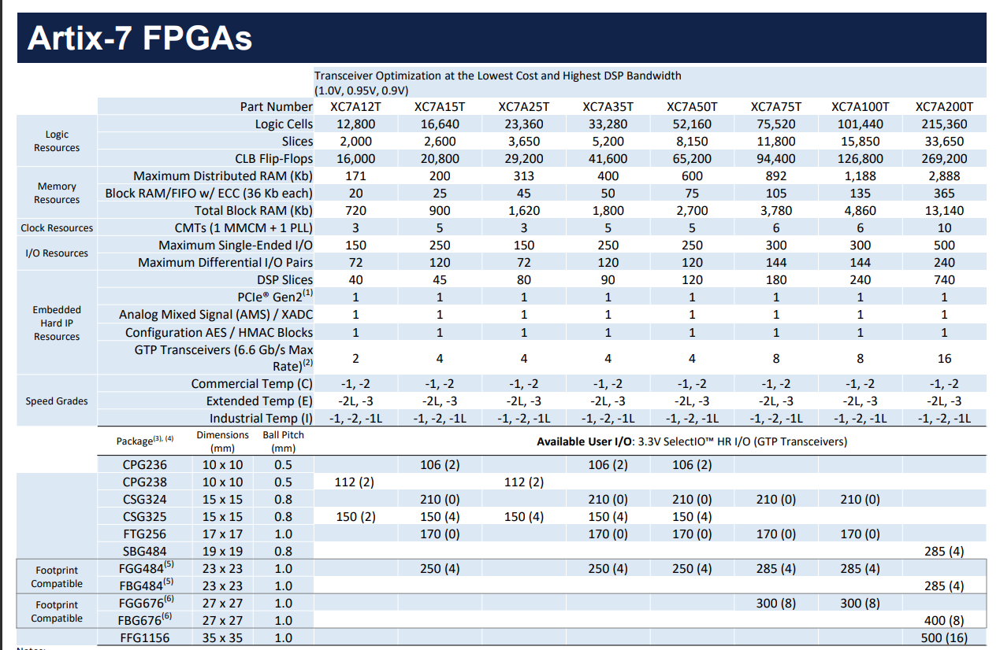 Artix-7 FPGAs
Transceiver Optimization at the Lowest Cost and Highest DSP Bandwidth
(1.0V, 0.95V, 0.9V)
Part Number XC7A12T XC7A15T XC7A25T XC7A35T XC7A50T XC7A75T XC7A100T XC7A200T
Logic Resources
Logic Cells 12,800 16,640 23,360 33,280 52,160 75,520 101,440 215,360
Slices 2,000 2,600 3,650 5,200 8,150 11,800 15,850 33,650
CLB Flip-Flops 16,000 20,800 29,200 41,600 65,200 94,400 126,800 269,200
Memory Resources
Maximum Distributed RAM (Kb) 171 200 313 400 600 892 1,188 2,888
Block RAM/FIFO w/ ECC (36 Kb each) 20 25 45 50 75 105 135 365
Total Block RAM (Kb) 720 900 1,620 1,800 2,700 3,780 4,860 13,140
Clock Resources CMTs (1 MMCM + 1 PLL) 3 5 3 5 5 6 6 10
I/O Resources
Maximum Single-Ended I/O 150 250 150 250 250 300 300 500
Maximum Differential I/O Pairs 72 120 72 120 120 144 144 240
Embedded Hard IP Resources
DSP Slices 40 45 80 90 120 180 240 740
PCIe® Gen2(1) 1 1 1 1 1 1 1 1
Analog Mixed Signal (AMS) / XADC 1 1 1 1 1 1 1 1
Configuration AES / HMAC Blocks 1 1 1 1 1 1 1 1
GTP Transceivers (6.6 Gb/s Max Rate)(2) 2 4 4 4 4 8 8 16
Speed Grades
Commercial Temp (C) -1, -2 -1, -2 -1, -2 -1, -2 -1, -2 -1, -2 -1, -2 -1, -2
Extended Temp (E) -2L, -3 -2L, -3 -2L, -3 -2L, -3 -2L, -3 -2L, -3 -2L, -3 -2L, -3
Industrial Temp (I) -1, -2, -1L -1, -2, -1L -1, -2, -1L -1, -2, -1L -1, -2, -1L -1, -2, -1L -1, -2, -1L -1, -2, -1L
Package(3), (4) Dimensions (mm) Ball Pitch (mm) Available User I/O: 3.3V SelectIO™ HR I/O (GTP Transceivers)
CPG236 10 x 10 0.5 106 (2) 106 (2) 106 (2)
CPG238 10 x 10 0.5 112 (2) 112 (2)
CSG324 15 x 15 0.8 210 (0) 210 (0) 210 (0) 210 (0) 210 (0)
CSG325 15 x 15 0.8 150 (2) 150 (4) 150 (4) 150 (4) 150 (4)
FTG256 17 x 17 1.0 170 (0) 170 (0) 170 (0) 170 (0) 170 (0)
SBG484 19 x 19 0.8 285 (4)
Footprint Compatible
FGG484(5) 23 x 23 1.0 250 (4) 250 (4) 250 (4) 285 (4) 285 (4)
FBG484(5) 23 x 23 1.0 285 (4)
Footprint Compatible
FGG676(6) 27 x 27 1.0 300 (8) 300 (8)
FBG676(6) 27 x 27 1.0 400 (8)
FFG1156 35 x 35 1.0 500 (16)